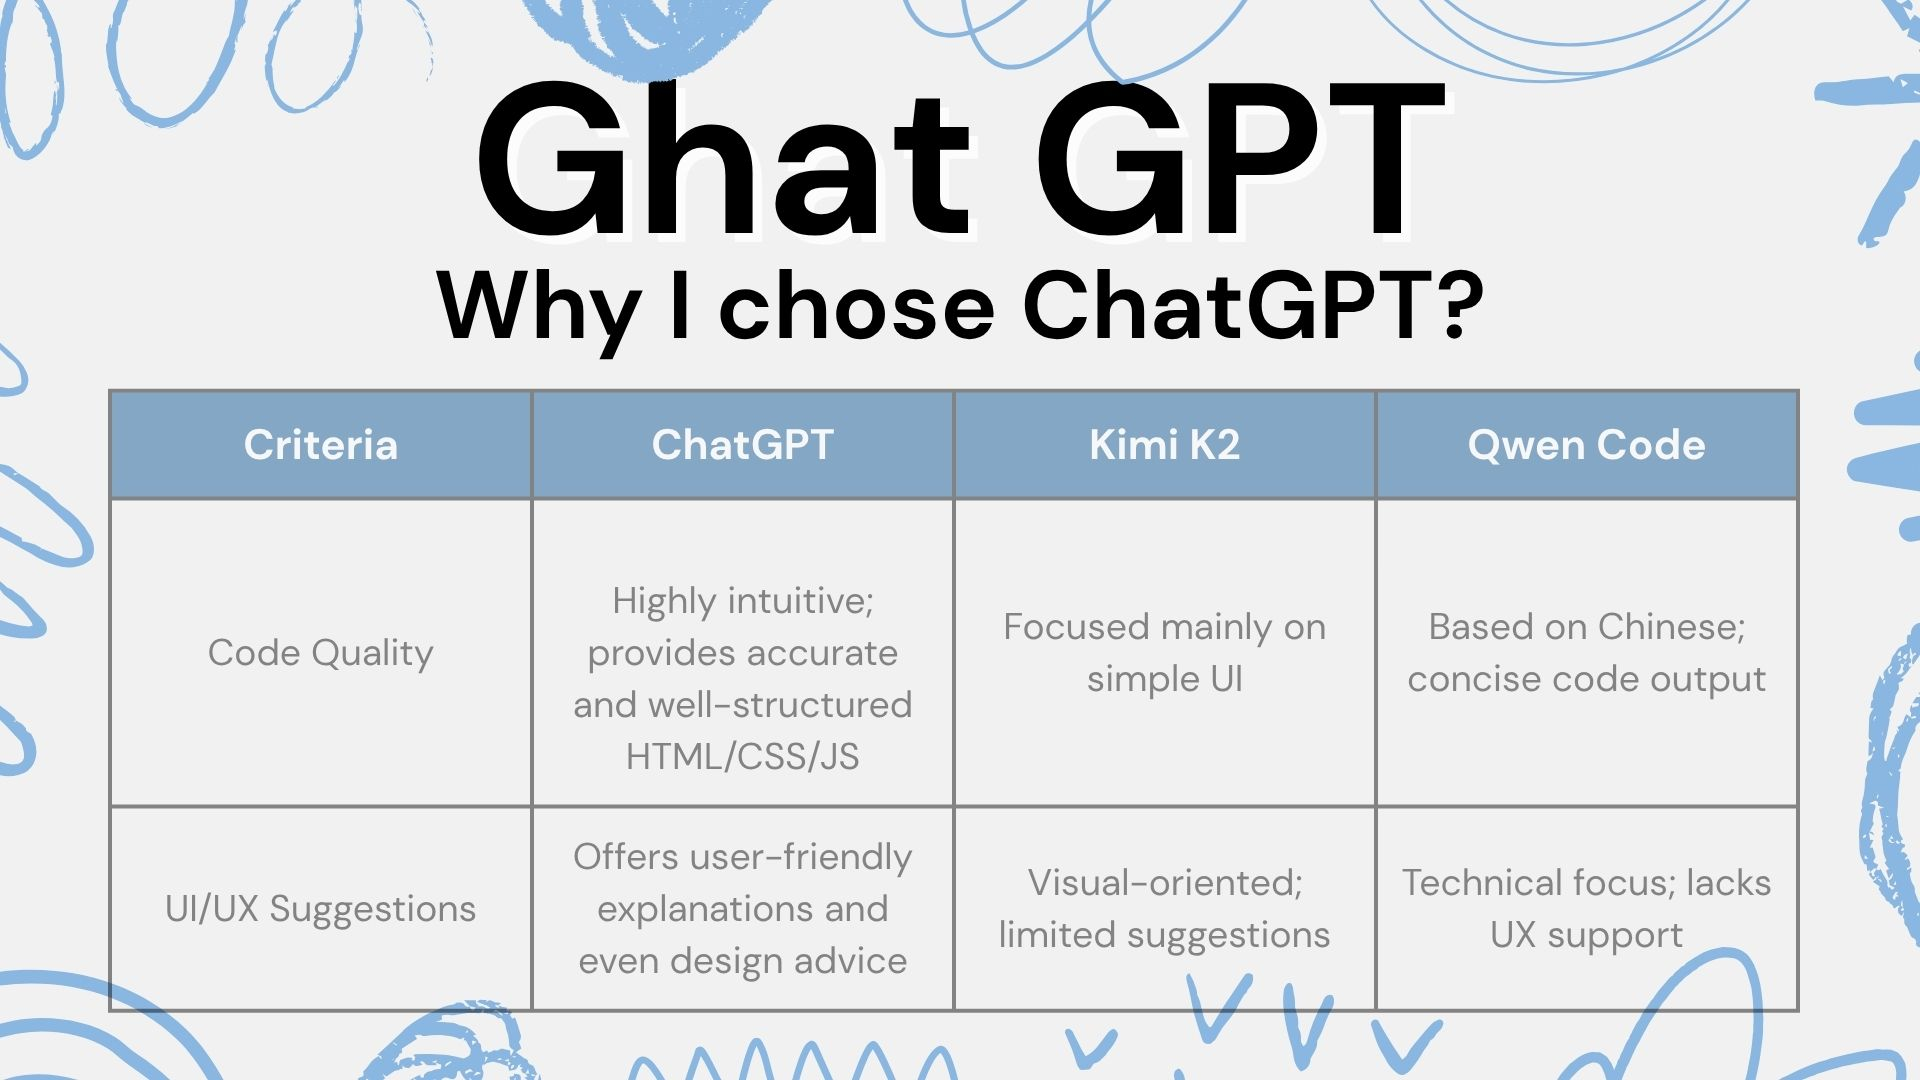 Ghat GPT
Why I chose ChatGPT?
Criteria
ChatGPT
Kimi K2
Qwen Code
Code Quality
Highly intuitive;
provides accurate
and well-structured
HTML/CSS/JS
Focused mainly on
simple UI
Based on Chinese;
concise code output
UI/UX Suggestions
Offers user-friendly
explanations and
even design advice
Visual-oriented;
limited suggestions
Technical focus; lacks
UX support